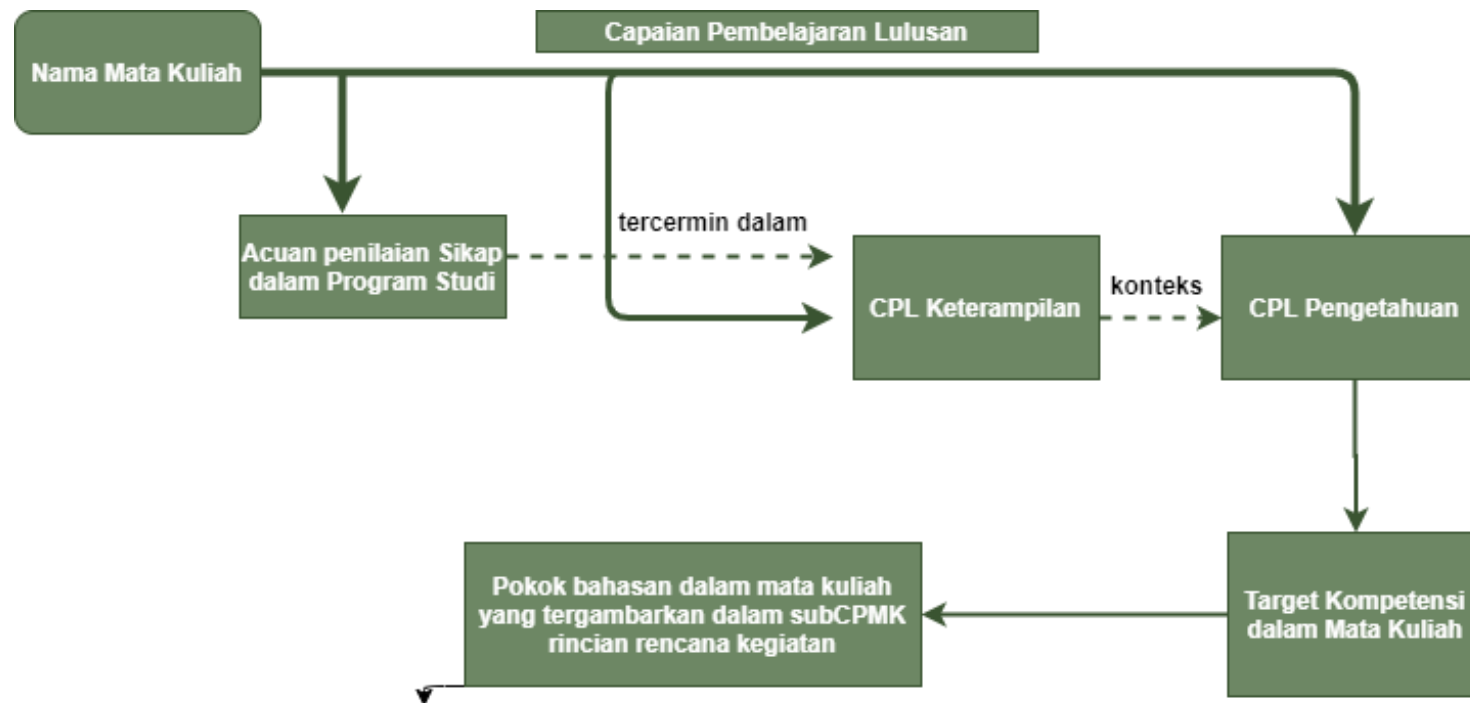 Capaian Pembelajaran Lulusan
Nama Mata Kuliah
Acuan penilaian Sikap
dalam Program Studi
tercermin dalam
CPL Keterampilan
konteks
CPL Pengetahuan
Target Kompetensi
dalam Mata Kuliah
Pokok bahasan dalam mata kuliah
yang tergambarkan dalam subCPMK
rincian rencana kegiatan